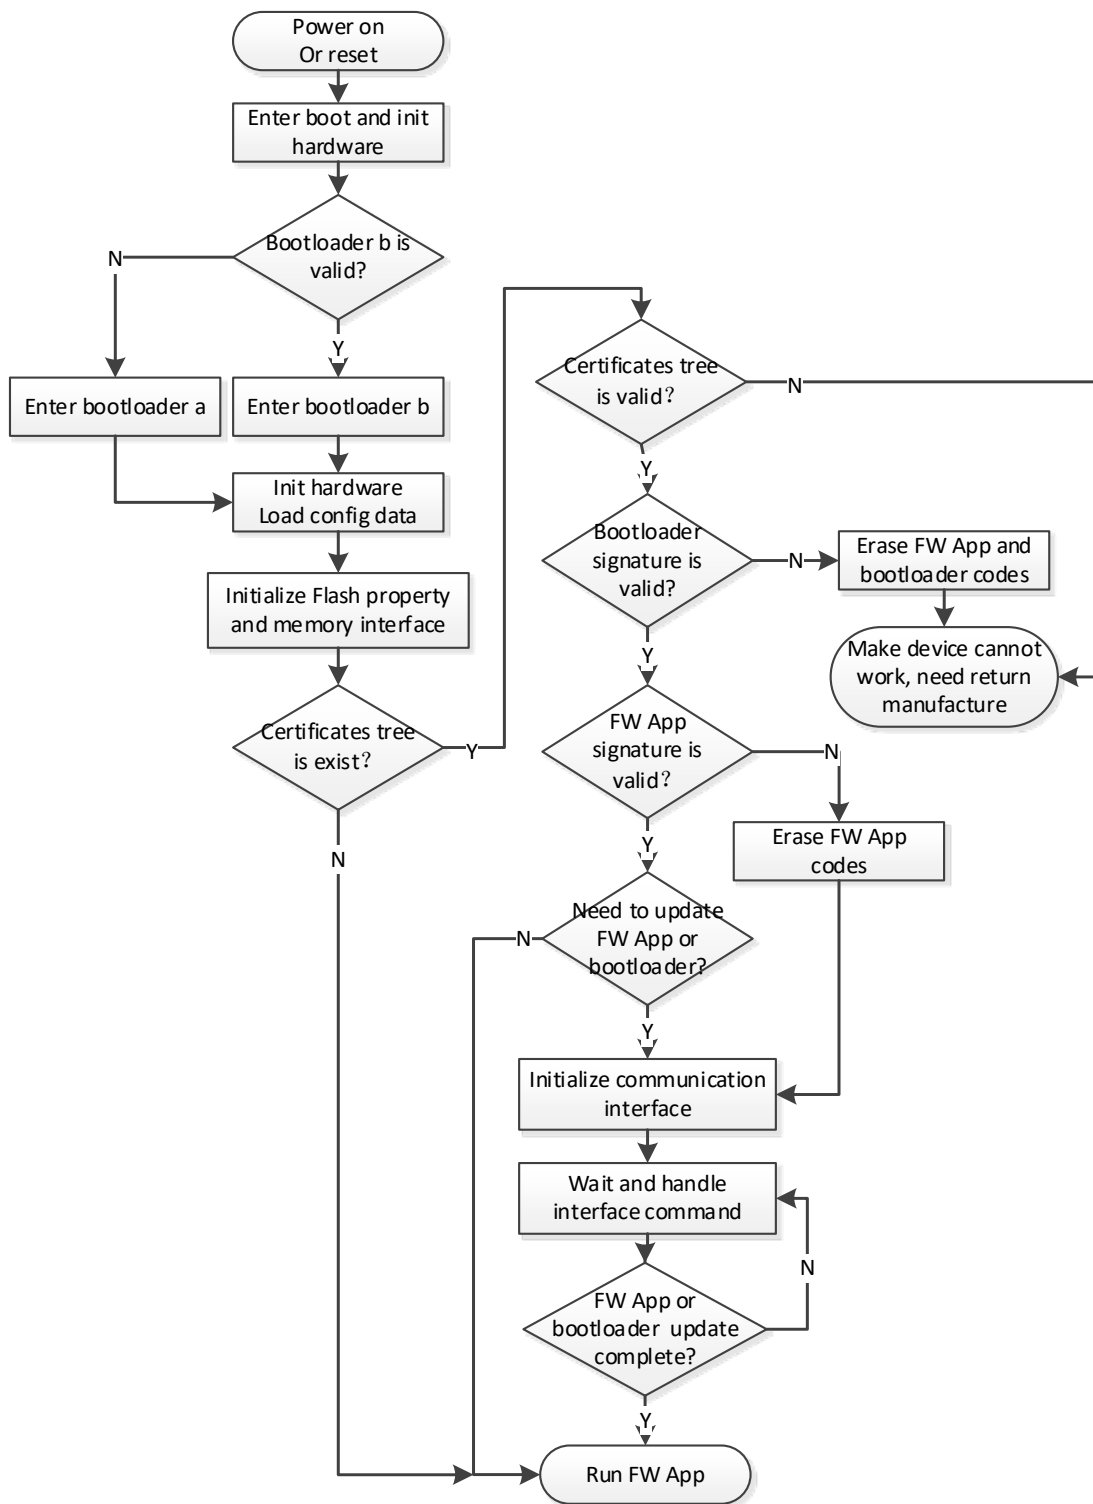 Power on
Or reset
Enter boot and init
hardware
Bootloader b is
valid?
N
Y
Enter bootloader a
Enter bootloader b
Init hardware
Load config data
Initialize Flash property
and memory interface
Certificates tree
is exist？
Y
N
Certificates tree
is valid？
N
Y
Bootloader
signature is
valid?
N
Erase FW App and
bootloader codes
Make device cannot
work, need return
manufacture
Y
FW App
signature is
valid？
N
Erase FW App
codes
Y
Need to update
FW App or
bootloader?
N
Y
Initialize communication
interface
Wait and handle
interface command
N
FW App or
bootloader update
complete?
Y
Run FW App